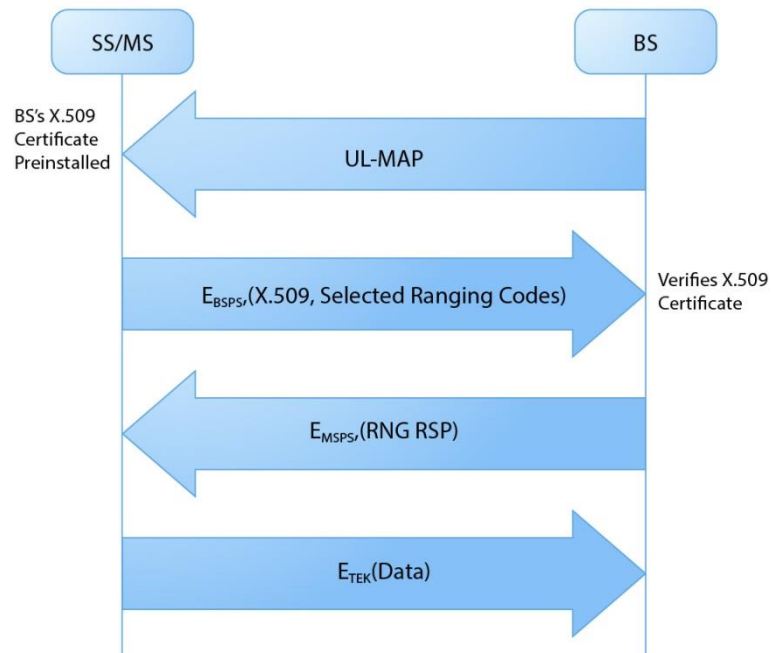 SS/MS
BS
BS's X.509
Certificate
Preinstalled
UL-MAP
E_BSPS,(X.509, Selected Ranging Codes)
Verifies X.509
Certificate
E_MSPS,(RNG RSP)
E_TEK(Data)